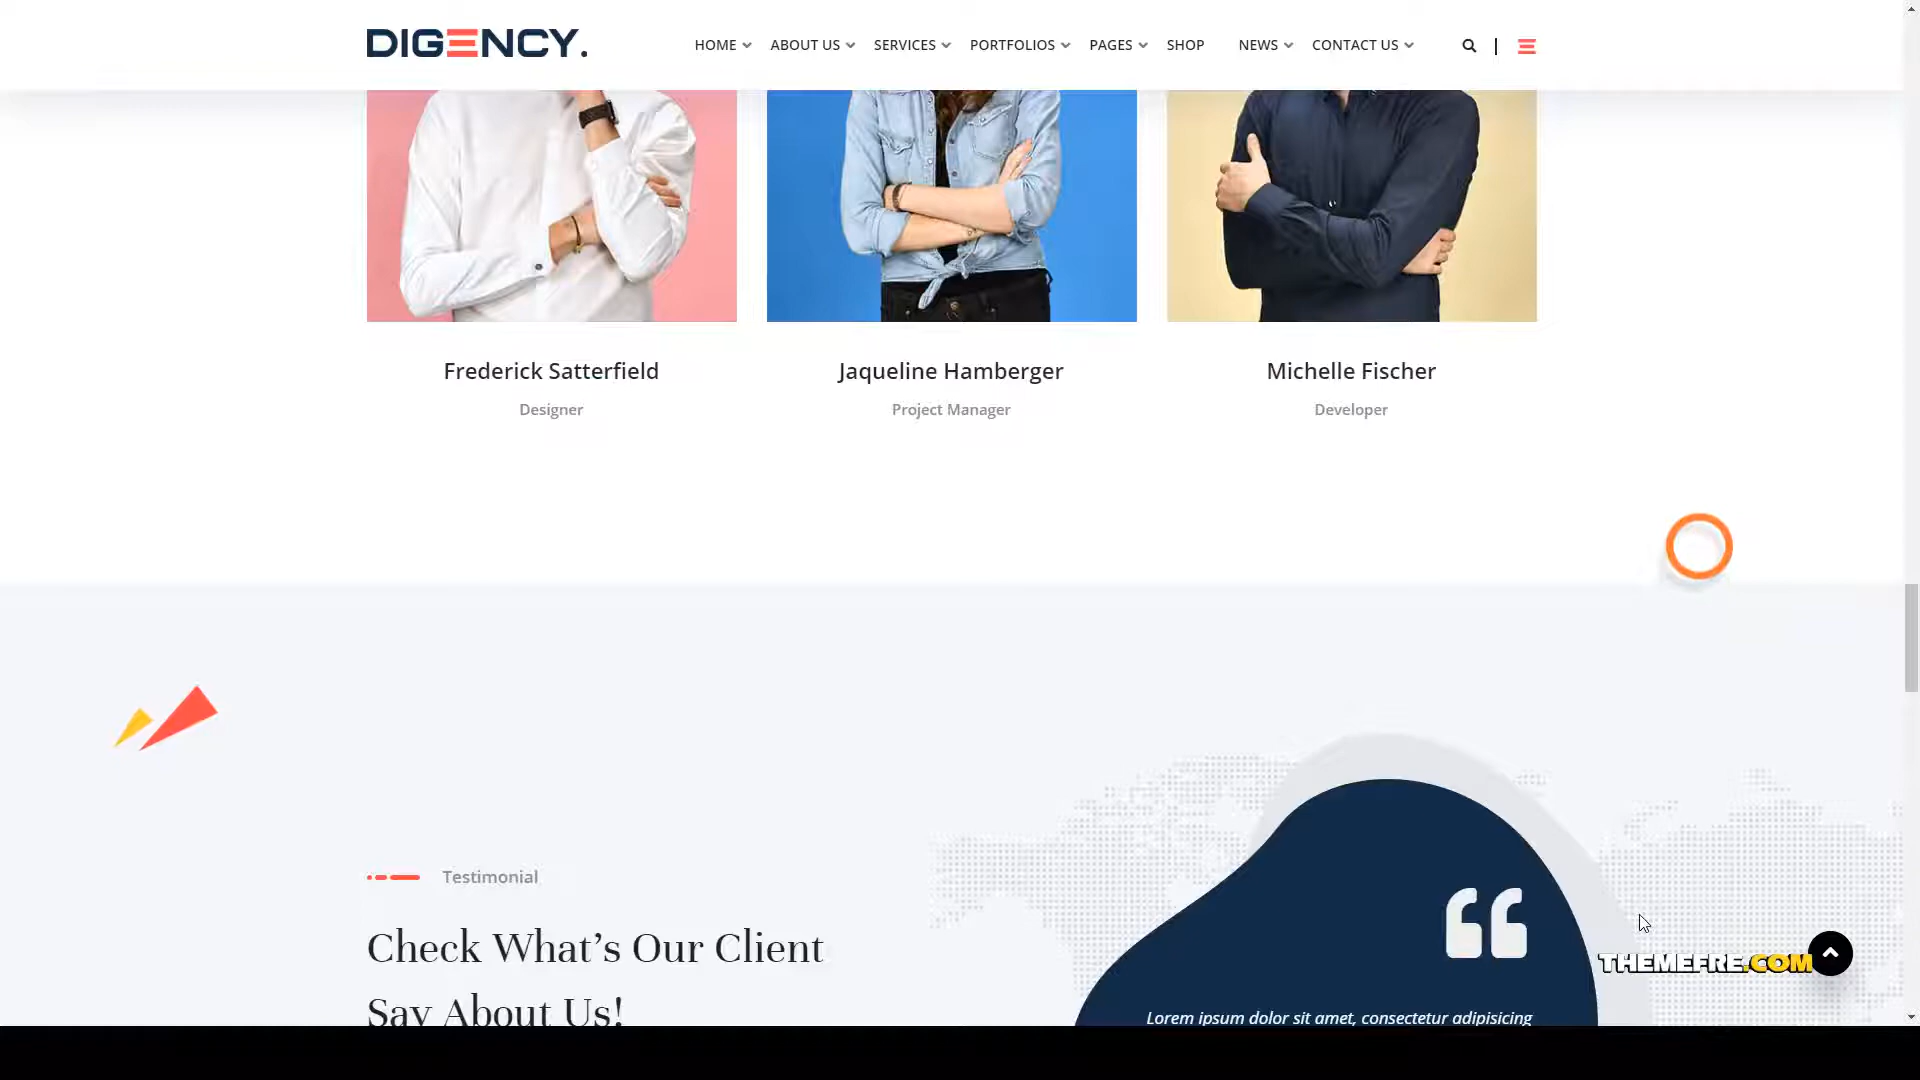 DIGENCY.
HOME ABOUT US SERVICES PORTFOLIOS PAGES SHOP NEWS CONTACT US
Frederick Satterfield
Jaqueline Hamberger
Michelle Fischer
Designer
Project Manager
Developer
Testimonial
Check What's Our Client
Say About Us!
THEMEFRE.COM
Lorem ipsum dolor sit amet, consectetur adipisicing